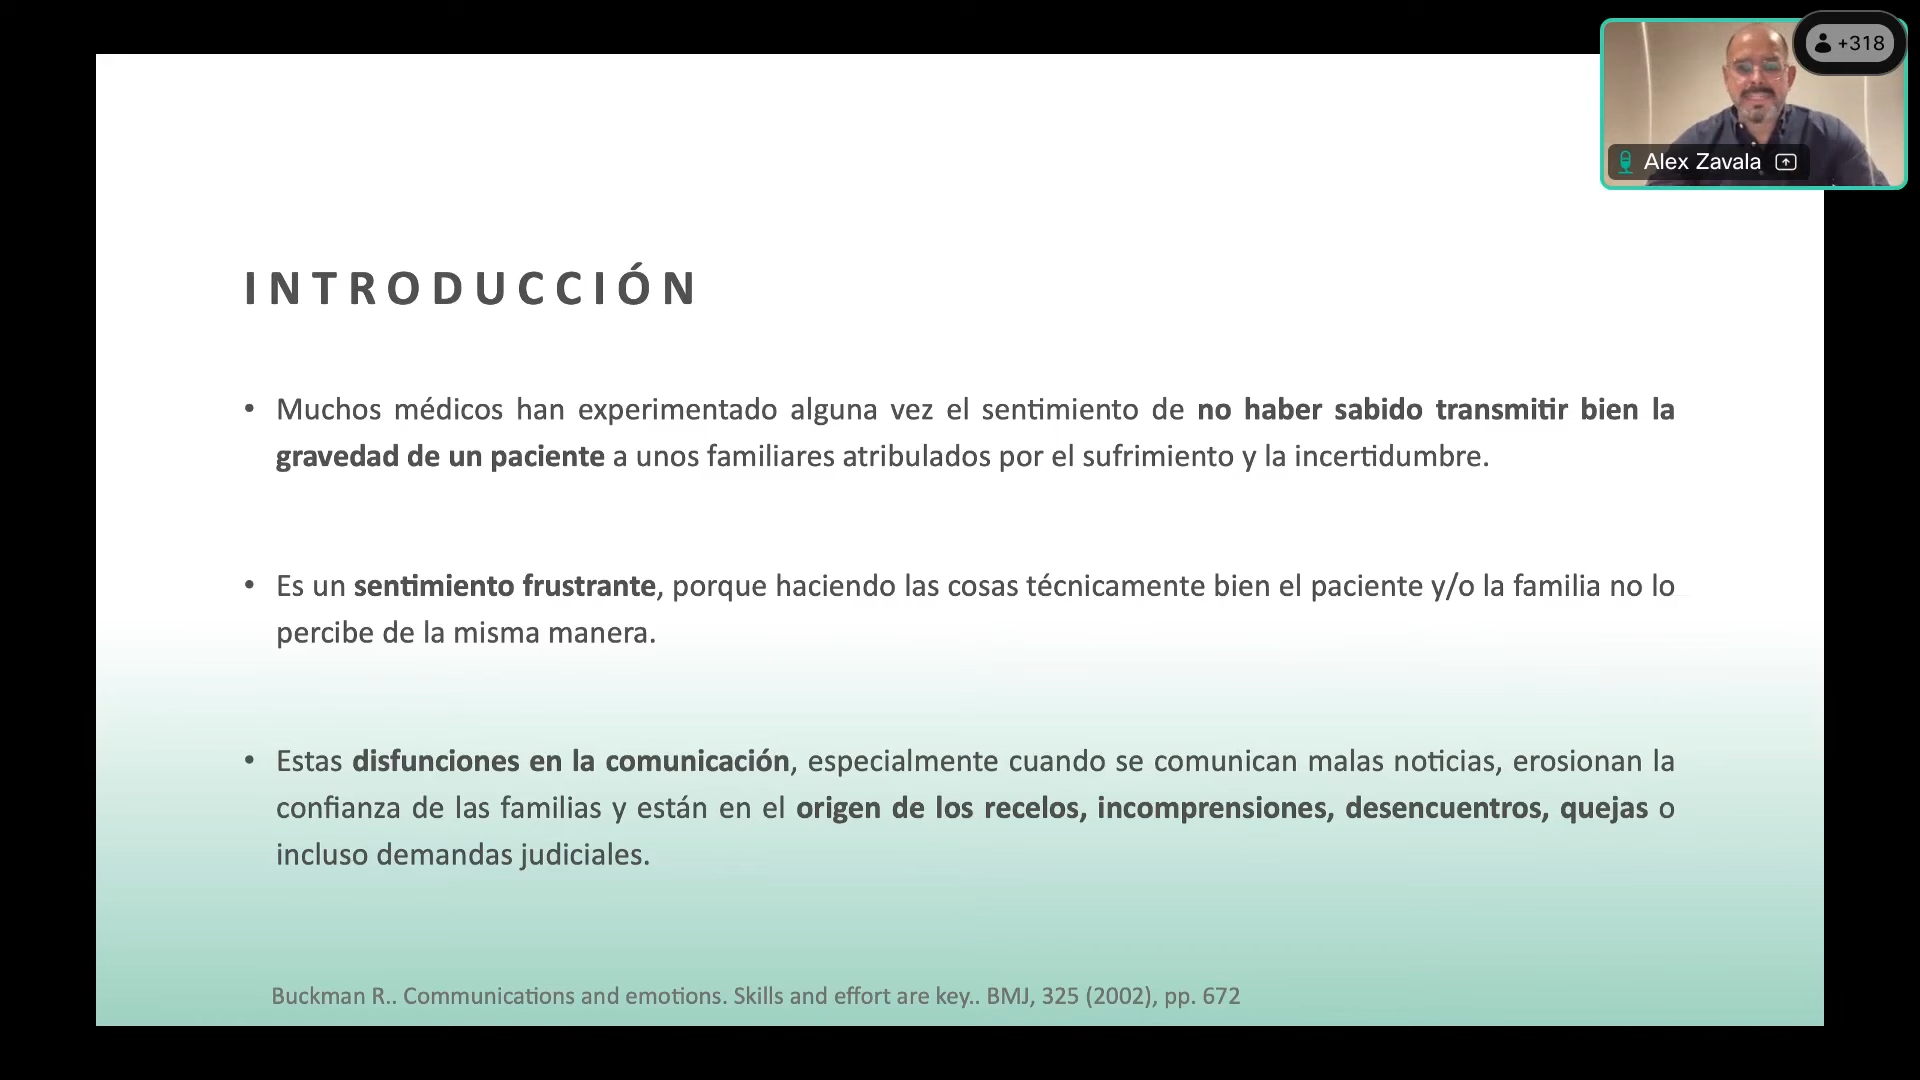 +318
Alex Zavala
INTRODUCCIÓN
• Muchos médicos han experimentado alguna vez el sentimiento de no haber sabido transmitir bien la
gravedad de un paciente a unos familiares atribulados por el sufrimiento y la incertidumbre.
• Es un sentimiento frustrante, porque haciendo las cosas técnicamente bien el paciente y/o la familia no lo
percibe de la misma manera.
• Estas disfunciones en la comunicación, especialmente cuando se comunican malas noticias, erosionan la
confianza de las familias y están en el origen de los recelos, incomprensiones, desencuentros, quejas o
incluso demandas judiciales.
Buckman R.. Communications and emotions. Skills and effort are key.. BMJ, 325 (2002), pp. 672